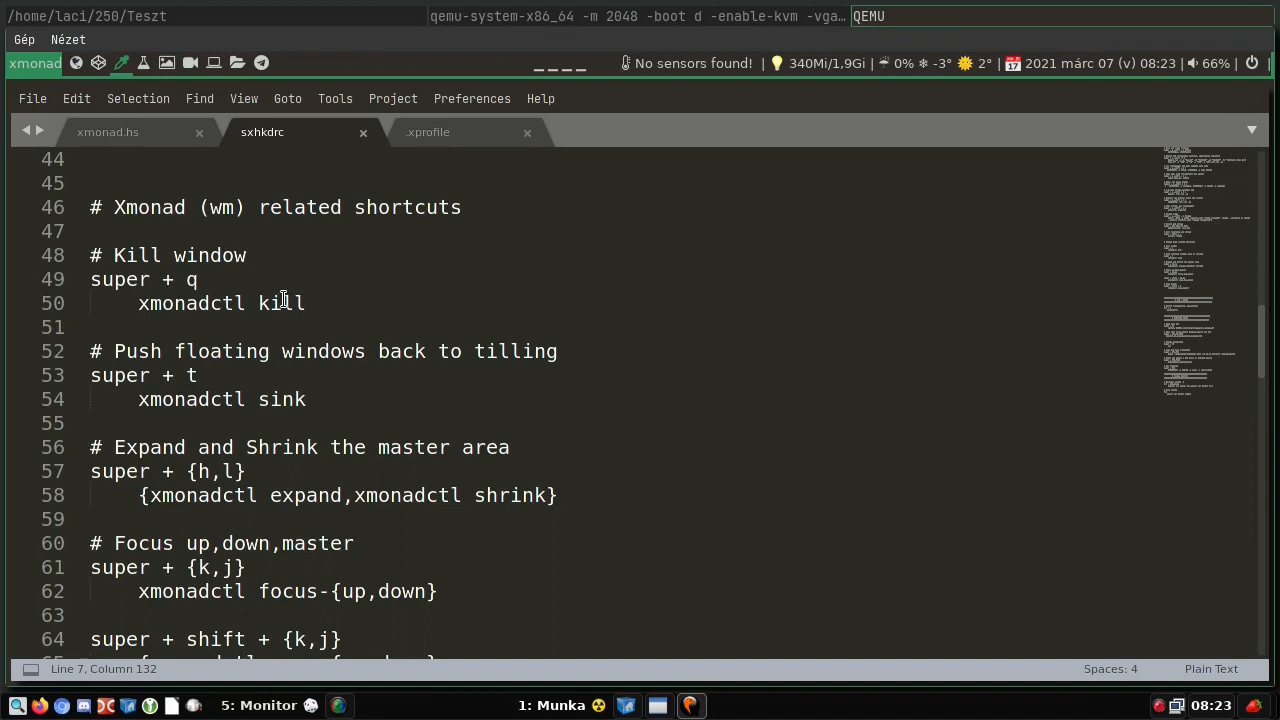 /home/laci/250/Teszt
qemu-system-x86_64 -m 2048 -boot d -enable-kvm -vga…
QEMU
Gép Nézet
xmonad
No sensors found! | 340Mi/1,9Gi | 0% -3° 2° | 2021 márc 07 (v) 08:23 | 66% | |
File Edit Selection Find View Goto Tools Project Preferences Help
xmonad.hs × sxhkdrc × .xprofile ×
44
45
46 # Xmonad (wm) related shortcuts
47
48 # Kill window
49 super + q
50 xmonadctl kill
51
52 # Push floating windows back to tilling
53 super + t
54 xmonadctl sink
55
56 # Expand and Shrink the master area
57 super + {h,l}
58 {xmonadctl expand,xmonadctl shrink}
59
60 # Focus up,down,master
61 super + {k,j}
62 xmonadctl focus-{up,down}
63
64 super + shift + {k,j}
Line 7, Column 132
Spaces: 4 Plain Text
5: Monitor
1: Munka
08:23